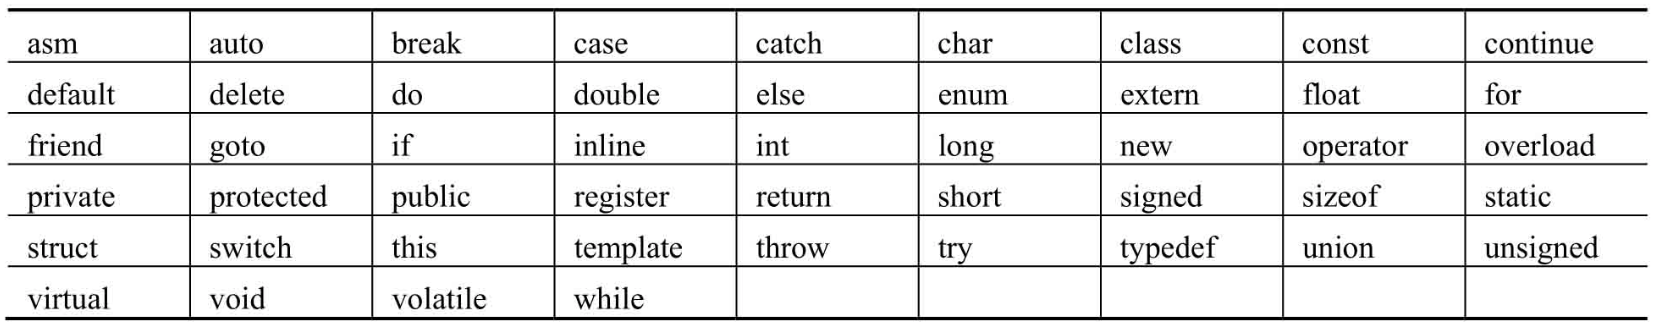 asm auto break case catch char class const continue
default delete do double else enum extern float for
friend goto if inline int long new operator overload
private protected public register return short signed sizeof static
struct switch this template throw try typedef union unsigned
virtual void volatile while